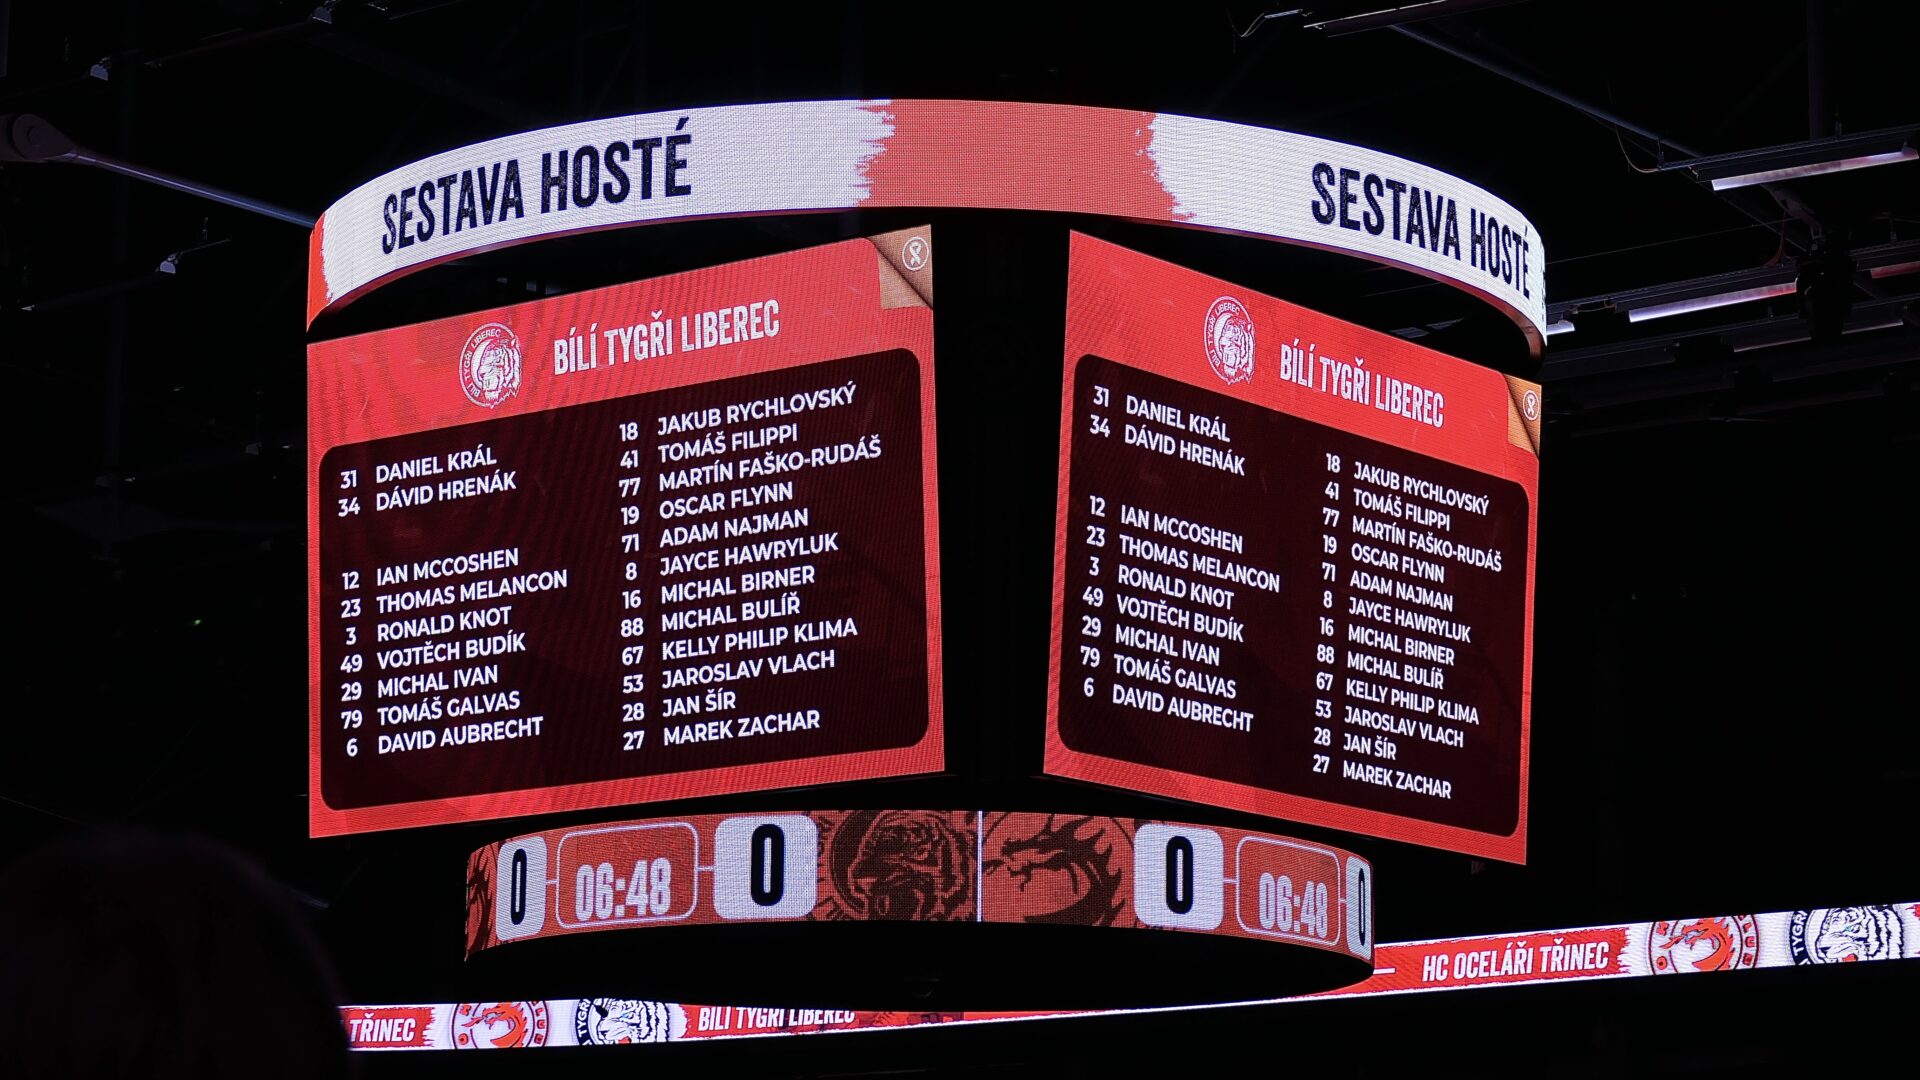 SESTAVA HOSTÉ
SESTAVA HOSTÉ
BÍLÍ TYGŘI LIBEREC
BÍLÍ TYGŘI LIBEREC
31 DANIEL KRÁL
34 DÁVID HRENÁK
12 IAN MCCOSHEN
23 THOMAS MELANCON
3 RONALD KNOT
49 VOJTĚCH BUDÍK
29 MICHAL IVAN
79 TOMÁŠ GALVAS
6 DAVID AUBRECHT
18 JAKUB RYCHLOVSKÝ
41 TOMÁŠ FILIPPI
77 MARTÍN FAŠKO-RUDÁŠ
19 OSCAR FLYNN
71 ADAM NAJMAN
8 JAYCE HAWRYLUK
16 MICHAL BIRNER
88 MICHAL BULÍŘ
67 KELLY PHILIP KLIMA
53 JAROSLAV VLACH
28 JAN ŠÍR
27 MAREK ZACHAR
BÍLÍ TYGŘI LIBEREC
BÍLÍ TYGŘI LIBEREC
31 DANIEL KRÁL
34 DÁVID HRENÁK
12 IAN MCCOSHEN
23 THOMAS MELANCON
3 RONALD KNOT
49 VOJTĚCH BUDÍK
29 MICHAL IVAN
79 TOMÁŠ GALVAS
6 DAVID AUBRECHT
18 JAKUB RYCHLOVSKÝ
41 TOMÁŠ FILIPPI
77 MARTÍN FAŠKO-RUDÁŠ
19 OSCAR FLYNN
71 ADAM NAJMAN
8 JAYCE HAWRYLUK
16 MICHAL BIRNER
88 MICHAL BULÍŘ
67 KELLY PHILIP KLIMA
53 JAROSLAV VLACH
28 JAN ŠÍR
27 MAREK ZACHAR
0 06:48 0
0 06:48 0
HC OCELÁŘI TŘINEC
TYGŘI
TŘINEC
TYGŘI
BÍLÍ TYGŘI LIBEREC